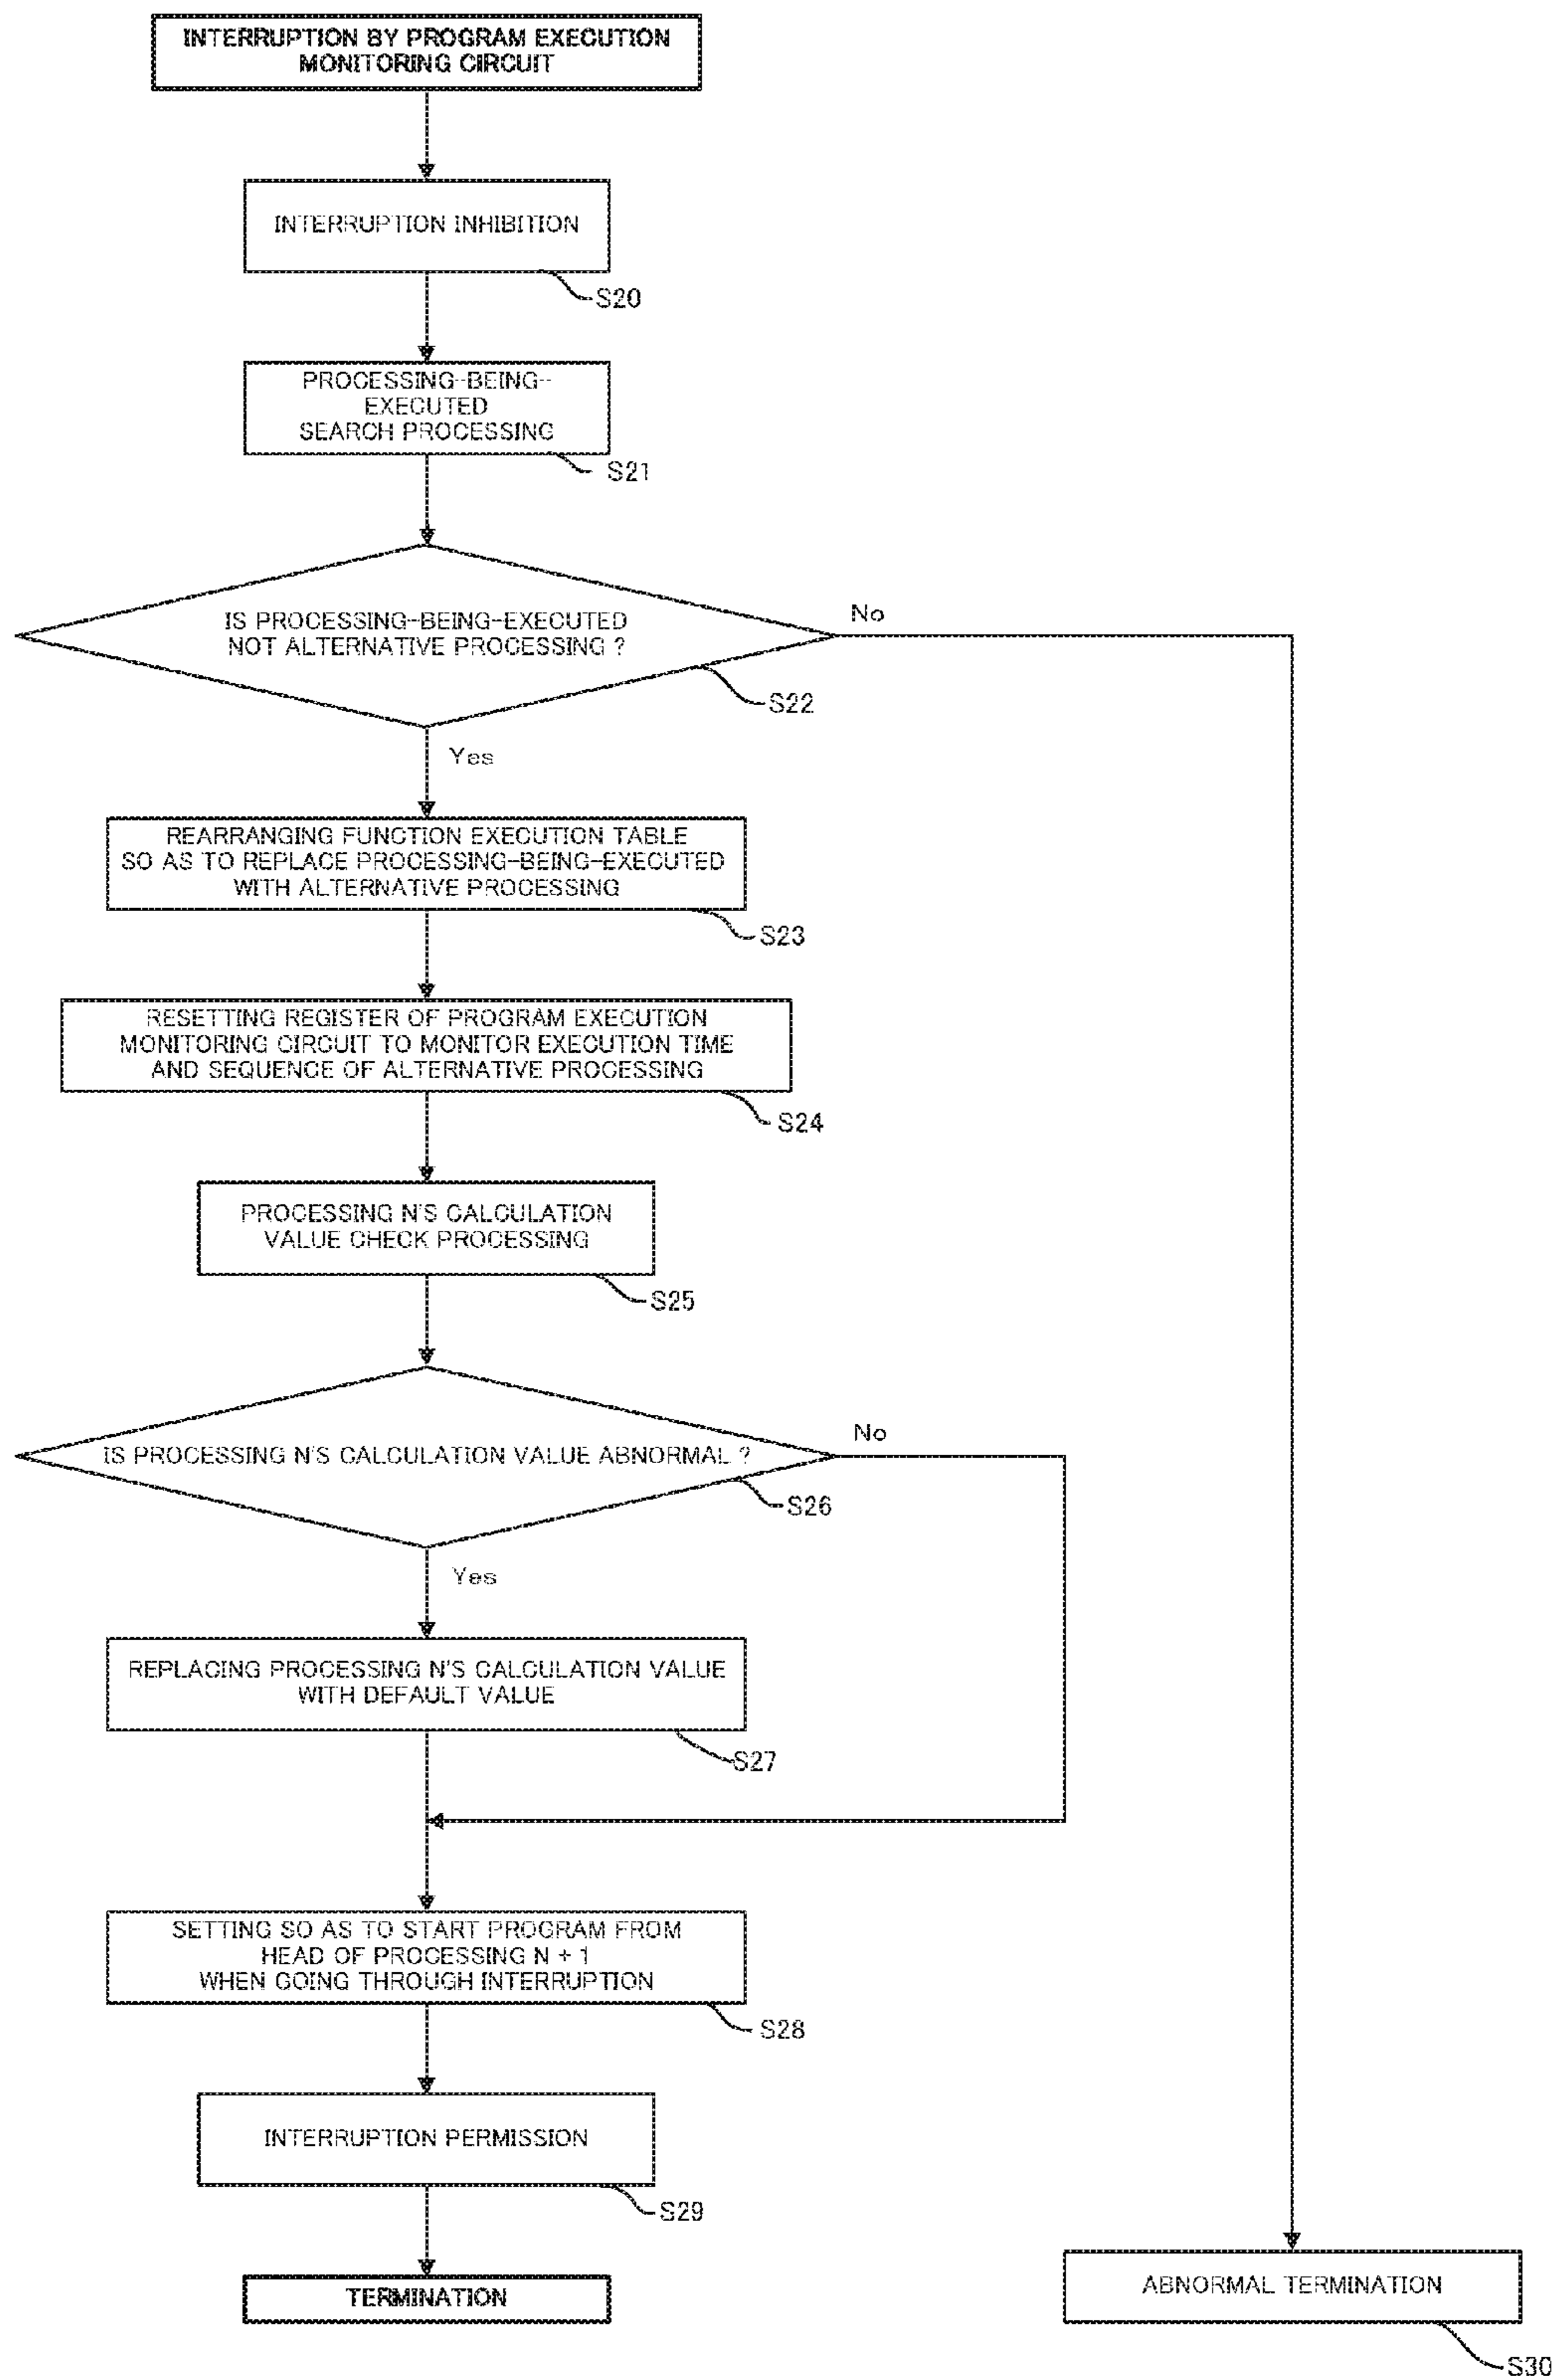 INTERRUPTION BY PROGRAM EXECUTION
MONITORING CIRCUIT
INTERRUPTION INHIBITION
S20
PROCESSING-BEING-
EXECUTED
SEARCH PROCESSING
S21
IS PROCESSING-BEING-EXECUTED
NOT ALTERNATIVE PROCESSING ?
No
S22
Yes
REARRANGING FUNCTION EXECUTION TABLE
SO AS TO REPLACE PROCESSING-BEING-EXECUTED
WITH ALTERNATIVE PROCESSING
S23
RESETTING REGISTER OF PROGRAM EXECUTION
MONITORING CIRCUIT TO MONITOR EXECUTION TIME
AND SEQUENCE OF ALTERNATIVE PROCESSING
S24
PROCESSING N'S CALCULATION
VALUE CHECK PROCESSING
S25
IS PROCESSING N'S CALCULATION VALUE ABNORMAL ?
No
S26
Yes
REPLACING PROCESSING N'S CALCULATION VALUE
WITH DEFAULT VALUE
S27
SETTING SO AS TO START PROGRAM FROM
HEAD OF PROCESSING N + 1
WHEN GOING THROUGH INTERRUPTION
S28
INTERRUPTION PERMISSION
S29
TERMINATION
ABNORMAL TERMINATION
S30